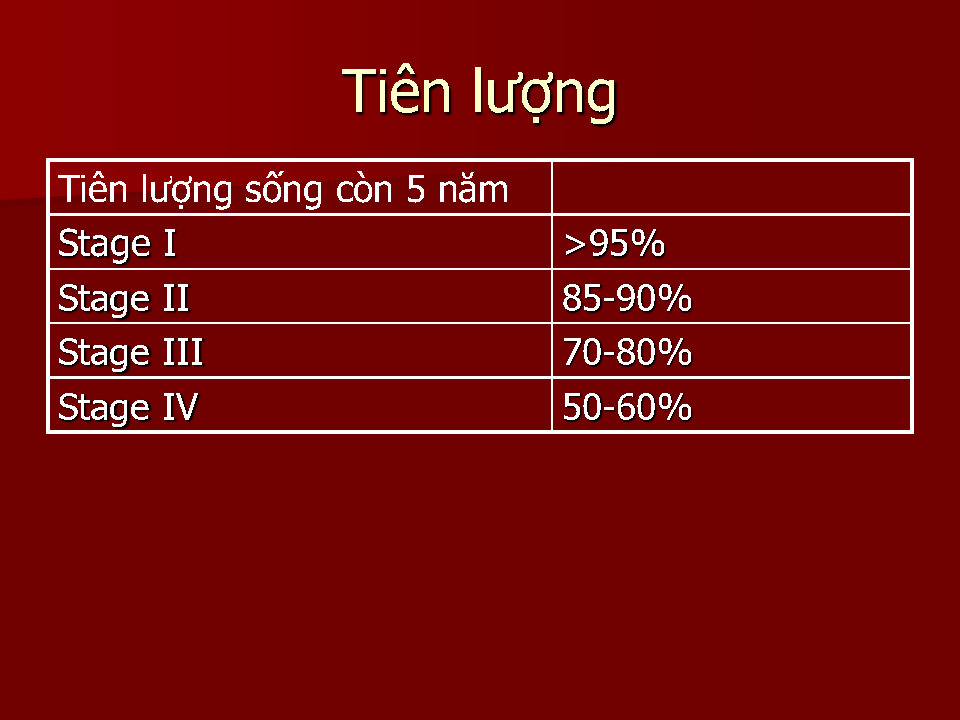 Tiên lượng
Tiên lượng sống còn 5 năm
Stage I >95%
Stage II 85-90%
Stage III 70-80%
Stage IV 50-60%